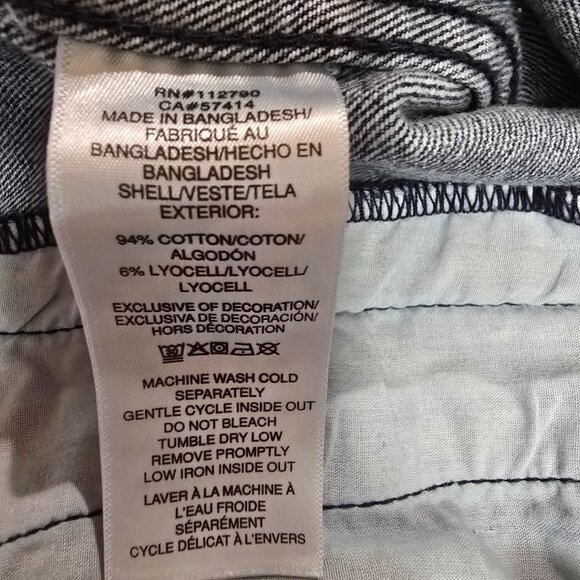 RN#112790
CA#57414
MADE IN BANGLADESH/
FABRIQUÉ AU
BANGLADESH/HECHO EN
BANGLADESH
SHELL/VESTE/TELA
EXTERIOR:
94% COTTON/COTON/
ALGODÓN
6% LYOCELL/LYOCELL/
LYOCELL
EXCLUSIVE OF DECORATION/
EXCLUSIVA DE DECORACIÓN/
HORS DÉCORATION
MACHINE WASH COLD
SEPARATELY
GENTLE CYCLE INSIDE OUT
DO NOT BLEACH
TUMBLE DRY LOW
REMOVE PROMPTLY
LOW IRON INSIDE OUT
LAVER À LA MACHINE À
L'EAU FROIDE
SÉPARÉMENT
CYCLE DÉLICAT À L'ENVERS